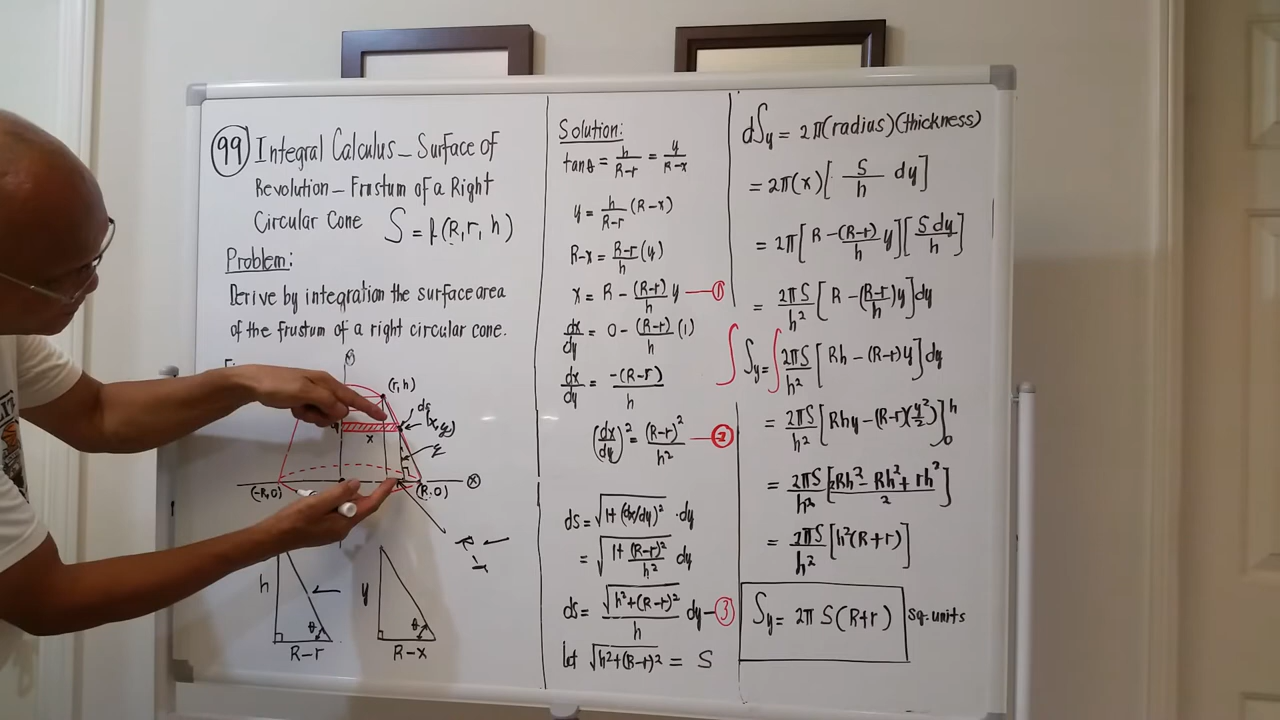 99 Integral Calculus - Surface of
Revolution - Frustum of a Right
Circular Cone S = f(R, r, h)
Problem:
Derive by integration the surface area
of the frustum of a right circular cone.
(r, h)
ds
(x, y)
x
(-R, 0)
(R, 0)
x
h
θ
R-r
y
θ
R-x
Solution:
tanθ = h/(R-r) = y/(R-x)
y = h/(R-r) (R-x)
R-x = (R-r)/h (y)
x = R - (R-r)/h y — 1
dx/dy = 0 - (R-r)/h (1)
dx/dy = -(R-r)/h
(dx/dy)² = (R-r)²/h² — 2
ds = √(1+(dx/dy)²) · dy
= √(1+(R-r)²/h²) dy
ds = √(h²+(R-r)²)/h dy — 3
let √(h²+(R-r)²) = S
dSy = 2π(radius)(thickness)
= 2π(x)[S/h dy]
= 2π[R - (R-r)/h y][S dy/h]
= 2πS/h² [R - (R-r/h)y]dy
∫ Sy = ∫ 2πS/h² [Rh - (R-r)y]dy
= 2πS/h² [Rhy - (R-r)(y²/2)]₀ʰ
= 2πS/h² [2Rh² - Rh² + rh²/2]
= 2πS/h² [h²(R+r)]
Sy = 2π S(R+r) sq. units